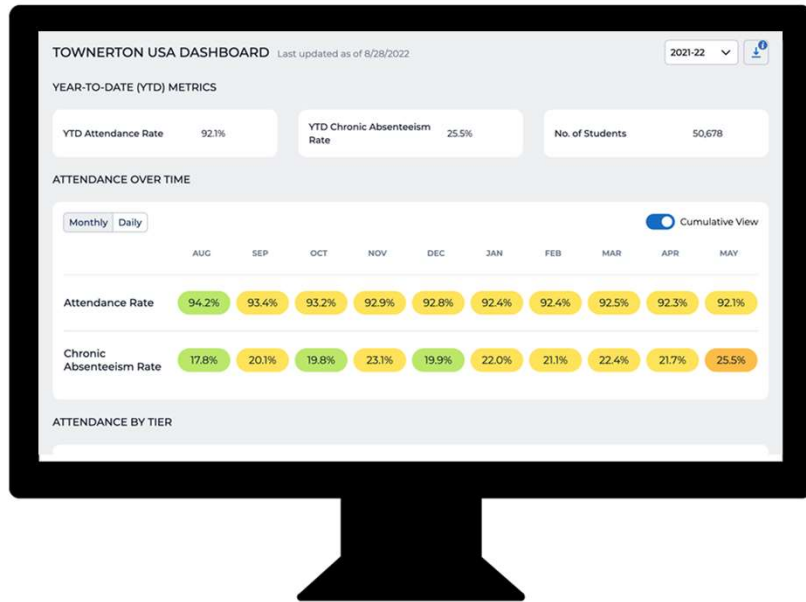 TOWNERTON USA DASHBOARD Last updated as of 8/28/2022
2021-22
i
YEAR-TO-DATE (YTD) METRICS
YTD Attendance Rate 92.1%
YTD Chronic Absenteeism
Rate
25.5%
No. of Students 50,678
ATTENDANCE OVER TIME
Monthly Daily
Cumulative View
AUG SEP OCT NOV DEC JAN FEB MAR APR MAY
Attendance Rate 94.2% 93.4% 93.2% 92.9% 92.8% 92.4% 92.4% 92.5% 92.3% 92.1%
Chronic
Absenteeism Rate 17.8% 20.1% 19.8% 23.1% 19.9% 22.0% 21.1% 22.4% 21.7% 25.5%
ATTENDANCE BY TIER